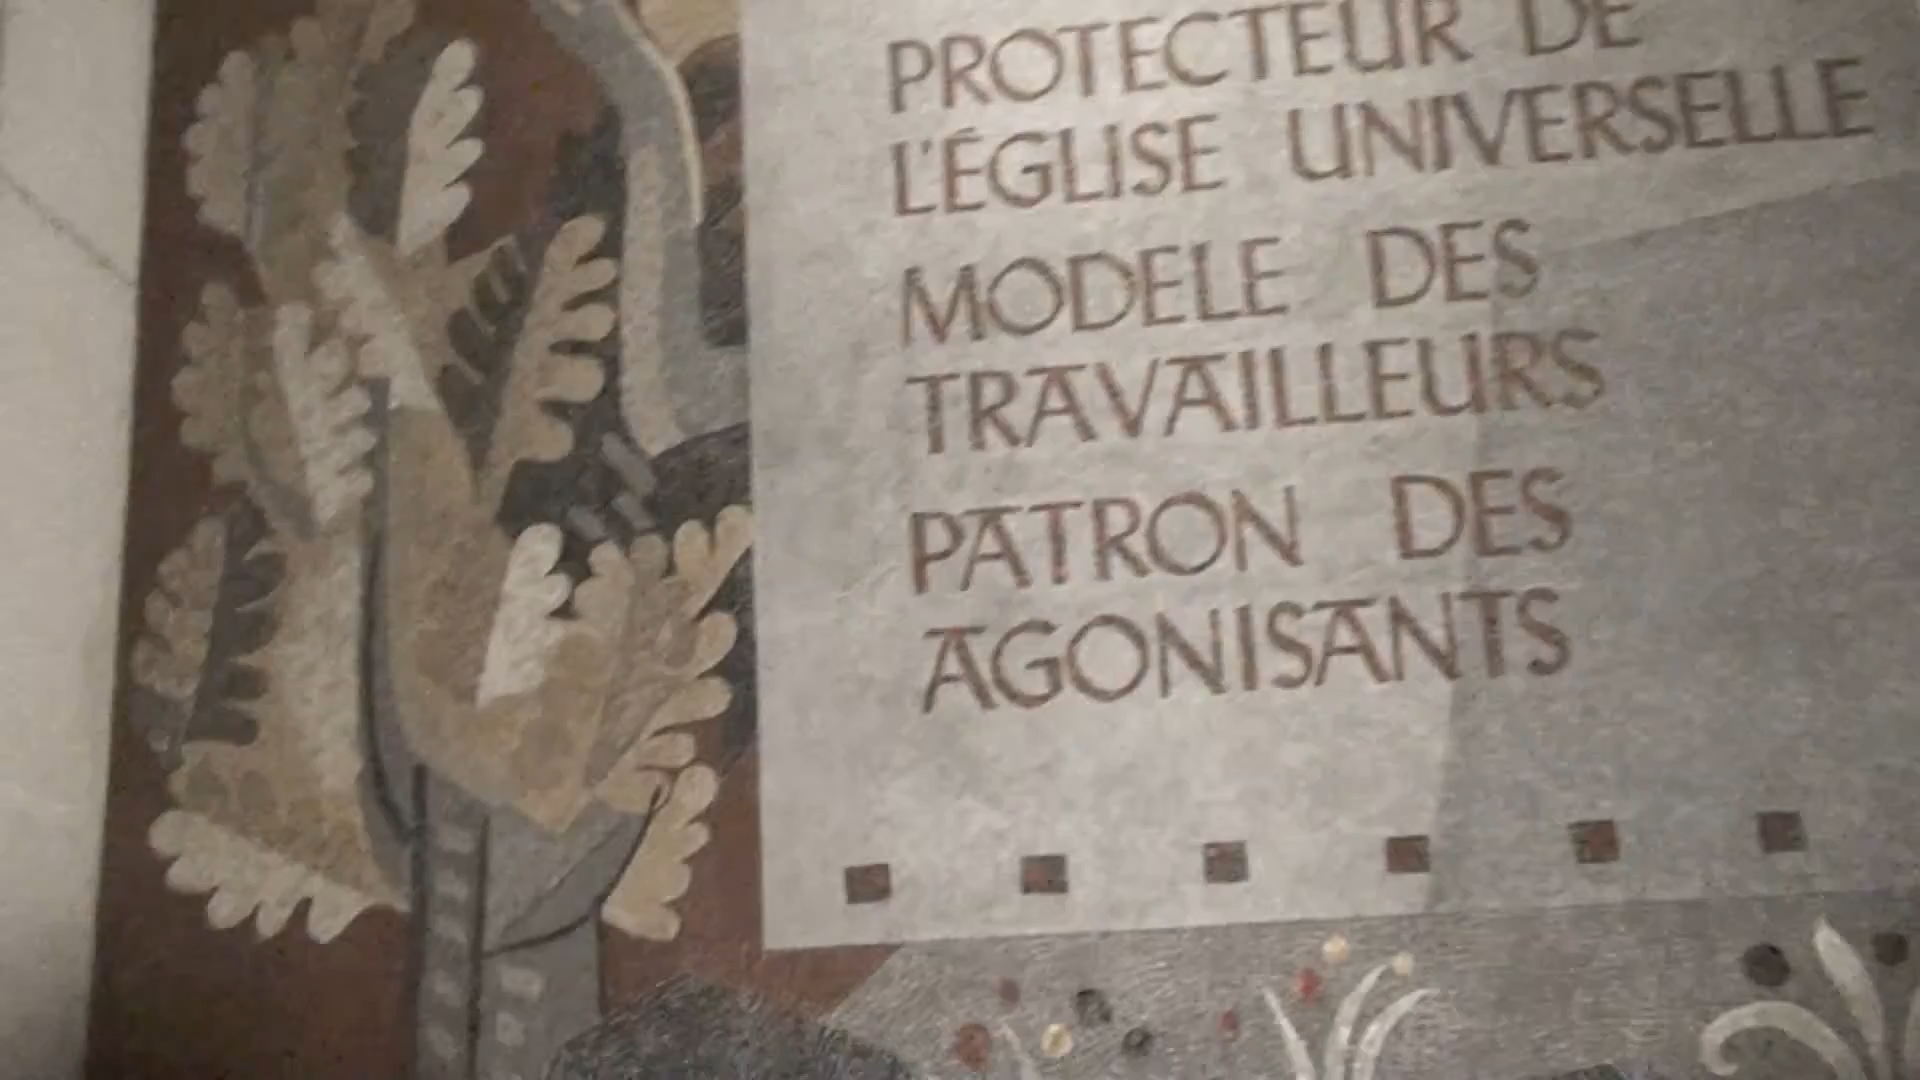 PROTECTEUR DE
L'ÉGLISE UNIVERSELLE
MODELE DES
TRAVAILLEURS
PATRON DES
AGONISANTS